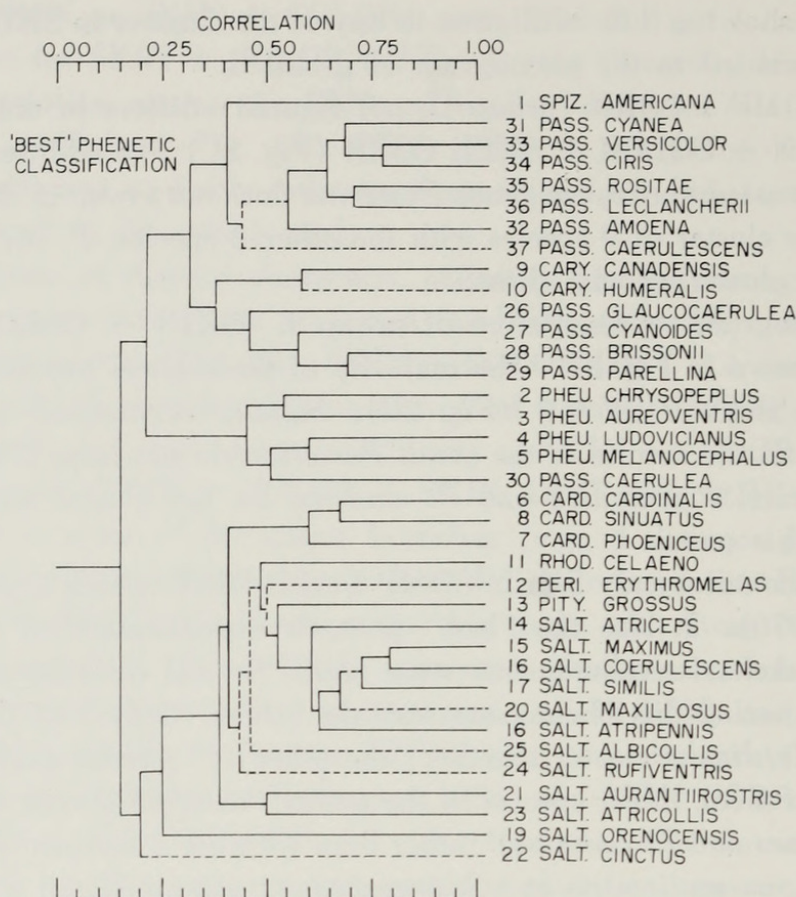 CORRELATION
0.00 0.25 0.50 0.75 1.00
'BEST' PHENETIC
CLASSIFICATION
1 SPIZ. AMERICANA
31 PASS. CYANEA
33 PASS. VERSICOLOR
34 PASS. CIRIS
35 PASS. ROSITAE
36 PASS. LECLANCHERII
32 PASS. AMOENA
37 PASS. CAERULESCENS
9 CARY. CANADENSIS
10 CARY. HUMERALIS
26 PASS. GLAUCOCAERULEA
27 PASS. CYANOIDES
28 PASS. BRISSONII
29 PASS. PARELLINA
2 PHEU. CHRYSOPEPLUS
3 PHEU. AUREOVENTRIS
4 PHEU. LUDOVICIANUS
5 PHEU. MELANOCEPHALUS
30 PASS. CAERULEA
6 CARD. CARDINALIS
8 CARD. SINUATUS
7 CARD. PHOENICEUS
11 RHOD. CELAENO
12 PERI. ERYTHROMELAS
13 PITY. GROSSUS
14 SALT. ATRICEPS
15 SALT. MAXIMUS
16 SALT. COERULESCENS
17 SALT. SIMILIS
20 SALT. MAXILLOSUS
16 SALT. ATRIPENNIS
25 SALT. ALBICOLLIS
24 SALT. RUFIVENTRIS
21 SALT. AURANTIIROSTRIS
23 SALT. ATRICOLLIS
19 SALT. ORENOCENSIS
22 SALT. CINCTUS